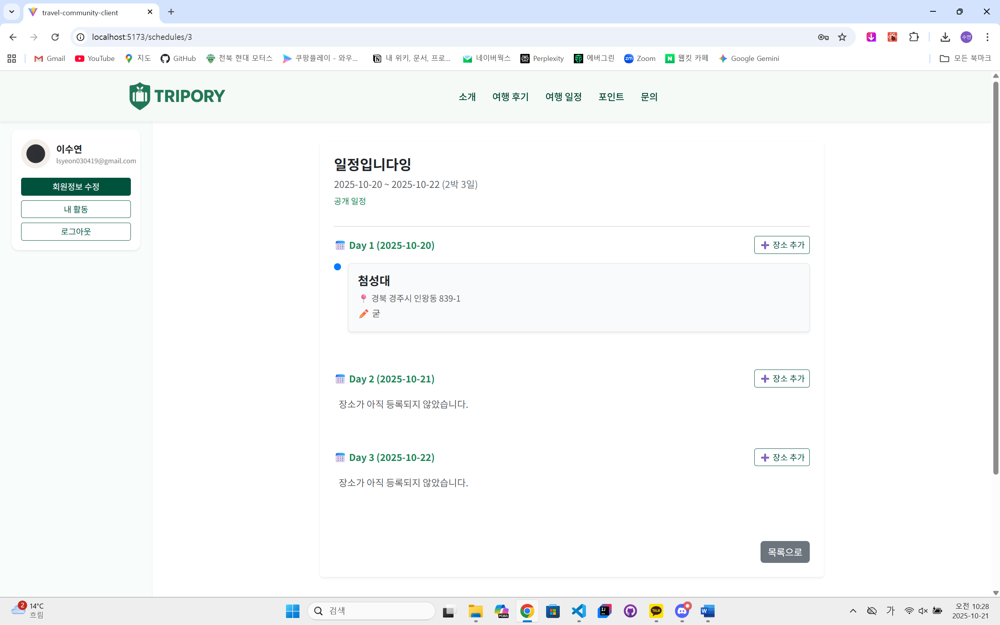 travel-community-client
localhost:5173/schedules/3
수연
Gmail
YouTube
지도
GitHub
전북 현대 모터스
쿠팡플레이 - 와우...
내 위키, 문서, 프로...
네이버웍스
Perplexity
에버그린
Zoom
웹킷 카페
Google Gemini
모든 북마크
TRIPORY
소개
여행 후기
여행 일정
포인트
문의
이수연
lsyeon030419@gmail.com
회원정보 수정
내 활동
로그아웃
일정입니다잉
2025-10-20 ~ 2025-10-22 (2박 3일)
공개 일정
Day 1 (2025-10-20)
장소 추가
첨성대
경북 경주시 인왕동 839-1
굳
Day 2 (2025-10-21)
장소 추가
장소가 아직 등록되지 않았습니다.
Day 3 (2025-10-22)
장소 추가
장소가 아직 등록되지 않았습니다.
목록으로
2
14°C
흐림
검색
M365
IJ
TALK
W
가
오전 10:28
2025-10-21